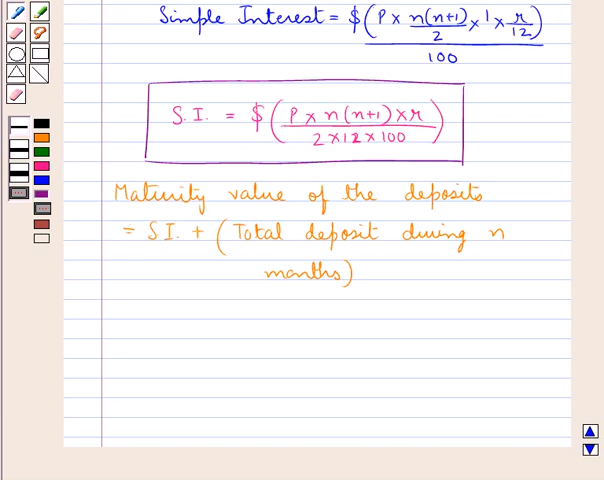 Simple Interest = $ (P × n(n+1)/2 × 1 × r/12) / 100
S.I. = $ (P × n(n+1) × r / 2×12×100)
Maturity value of the deposits
= S.I. + (Total deposit during n
months)